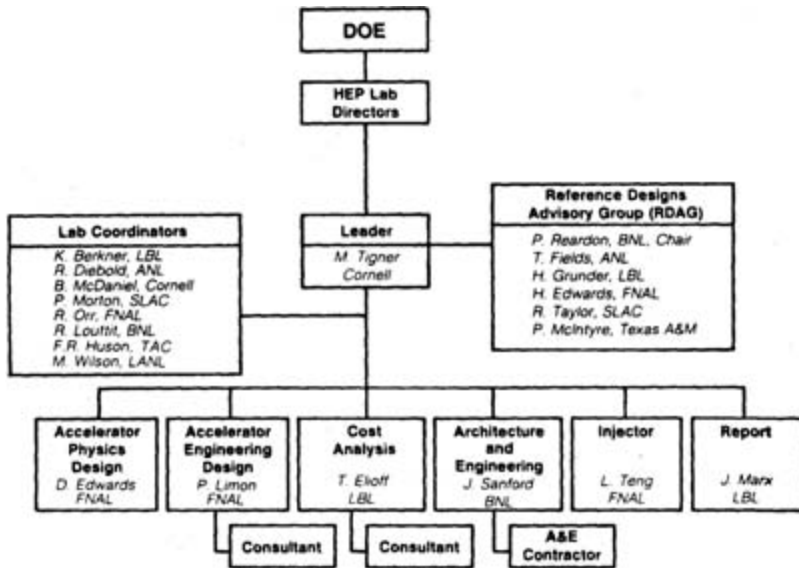 DOE
HEP Lab
Directors
Lab Coordinators
K. Berkner, LBL
R. Diebold, ANL
B. McDaniel, Cornell
P. Morton, SLAC
R. Orr, FNAL
R. Louttit, BNL
F.R. Huson, TAC
M. Wilson, LANL
Leader
M. Tigner
Cornell
Reference Designs
Advisory Group (RDAG)
P. Reardon, BNL, Chair
T. Fields, ANL
H. Grunder, LBL
H. Edwards, FNAL
R. Taylor, SLAC
P. McIntyre, Texas A&M
Accelerator
Physics
Design
D. Edwards
FNAL
Accelerator
Engineering
Design
P. Limon
FNAL
Cost
Analysis
T. Elioff
LBL
Architecture
and
Engineering
J. Sanford
BNL
Injector
L. Teng
FNAL
Report
J. Marx
LBL
Consultant
Consultant
A&E
Contractor